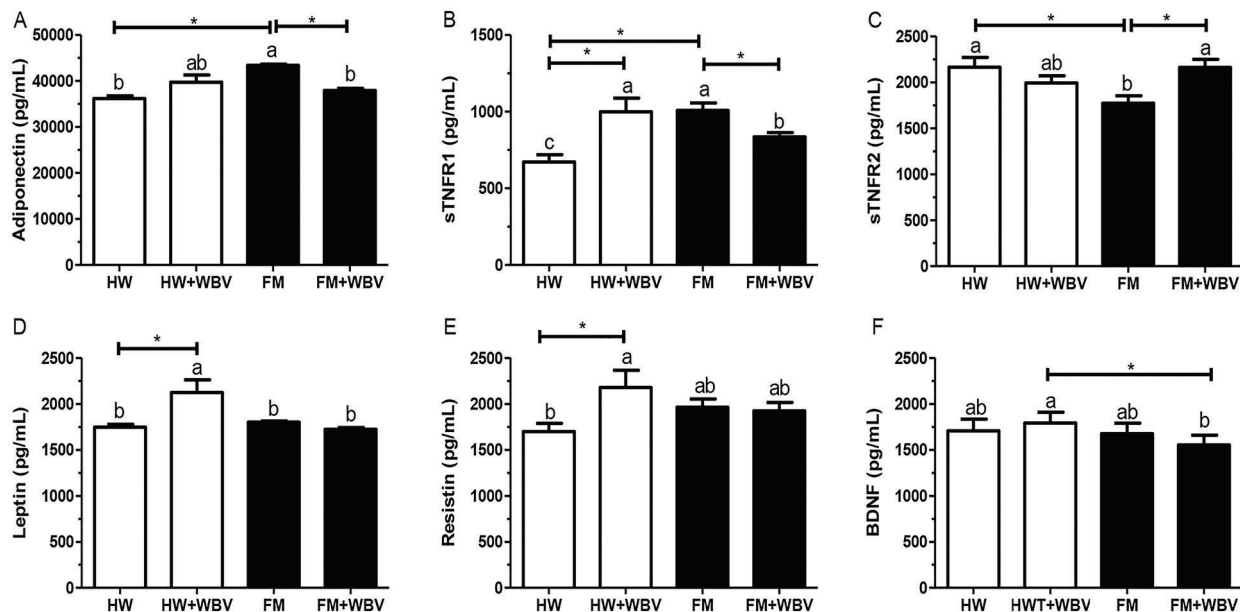 A
Adiponectin (pg/mL)
50000
40000
30000
20000
10000
0
*
*
b
ab
a
b
HW
HW+WBV
FM
FM+WBV
B
sTNFR1 (pg/mL)
1500
1000
500
0
*
*
*
c
a
a
b
HW
HW+WBV
FM
FM+WBV
C
sTNFR2 (pg/mL)
2500
2000
1500
1000
500
0
*
*
a
ab
b
a
HW
HW+WBV
FM
FM+WBV
D
Leptin (pg/mL)
2500
2000
1500
1000
500
0
*
b
a
b
b
HW
HW+WBV
FM
FM+WBV
E
Resistin (pg/mL)
2500
2000
1500
1000
500
0
*
b
a
ab
ab
HW
HW+WBV
FM
FM+WBV
F
BDNF (pg/mL)
2500
2000
1500
1000
500
0
*
ab
a
ab
b
HW
HWT+WBV
FM
FM+WBV